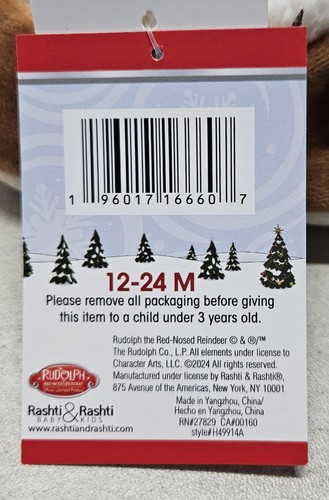 1 96017 16660 7
12-24 M
Please remove all packaging before giving
this item to a child under 3 years old.
Rudolph the Red-Nosed Reindeer © & ®/™
The Rudolph Co., L.P. All elements under license to
Character Arts, LLC. ©2024 All rights reserved.
Manufactured under license by Rashti & Rashti®,
875 Avenue of the Americas, New York, NY 10001
RUDOLPH
RED-NOSED REINDEER
Rashti & Rashti
BABY & KIDS
www.rashtiandrashti.com
Made in Yangzhou, China/
Hecho en Yangzhou, China
RN#27829 CA#00160
style#H49914A